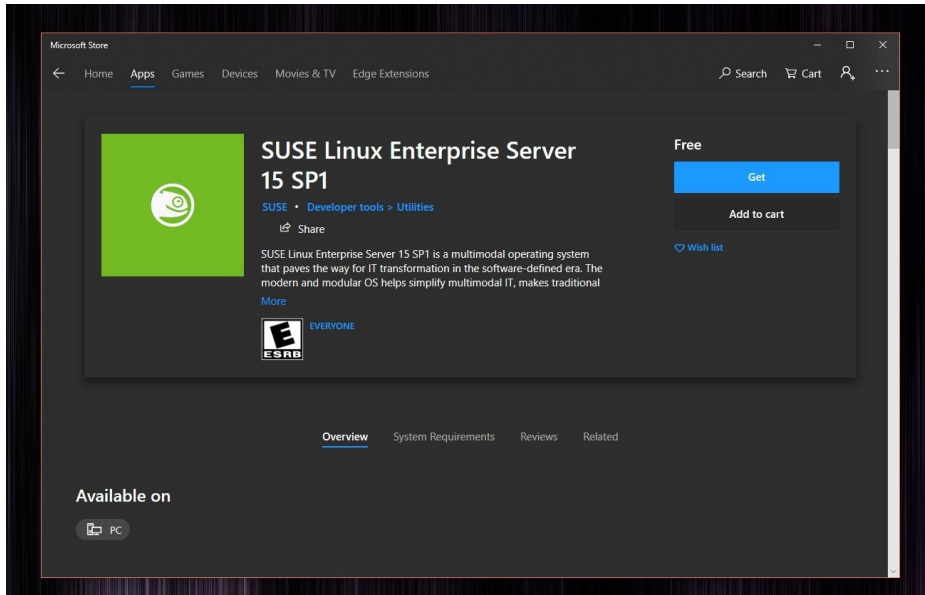 Microsoft Store
Home Apps Games Devices Movies & TV Edge Extensions Search Cart
SUSE Linux Enterprise Server
15 SP1
SUSE • Developer tools > Utilities
Share
SUSE Linux Enterprise Server 15 SP1 is a multimodal operating system
that paves the way for IT transformation in the software-defined era. The
modern and modular OS helps simplify multimodal IT, makes traditional
More
E
ESRB
EVERYONE
Free
Get
Add to cart
Wish list
Overview System Requirements Reviews Related
Available on
PC